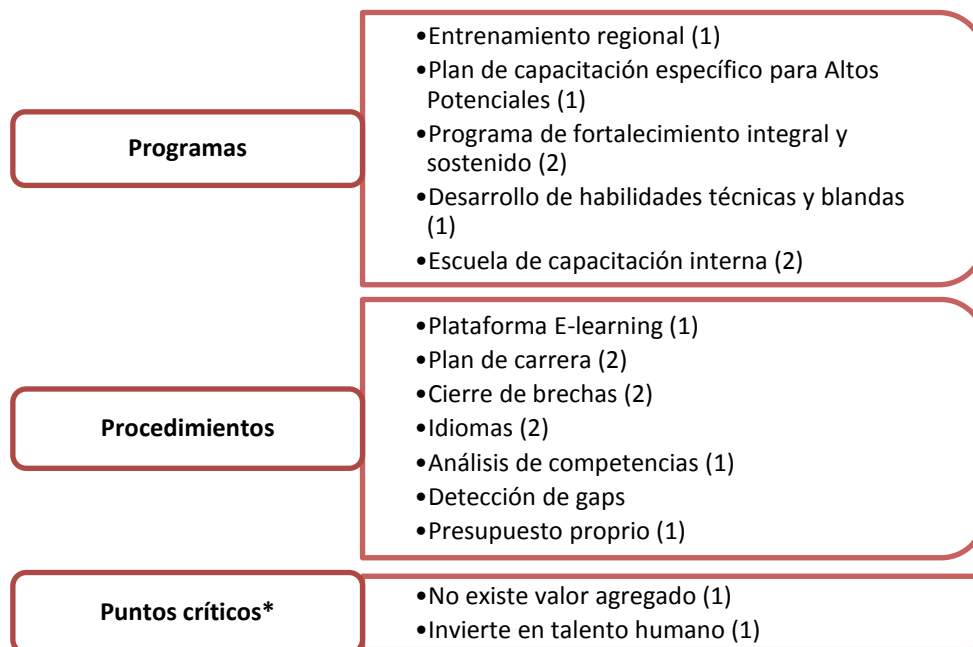 Programas
•Entrenamiento regional (1)
•Plan de capacitación específico para Altos
Potenciales (1)
•Programa de fortalecimiento integral y
sostenido (2)
•Desarrollo de habilidades técnicas y blandas
(1)
•Escuela de capacitación interna (2)
Procedimientos
•Plataforma E-learning (1)
•Plan de carrera (2)
•Cierre de brechas (2)
•Idiomas (2)
•Análisis de competencias (1)
•Detección de gaps
•Presupuesto proprio (1)
Puntos críticos*
•No existe valor agregado (1)
•Invierte en talento humano (1)